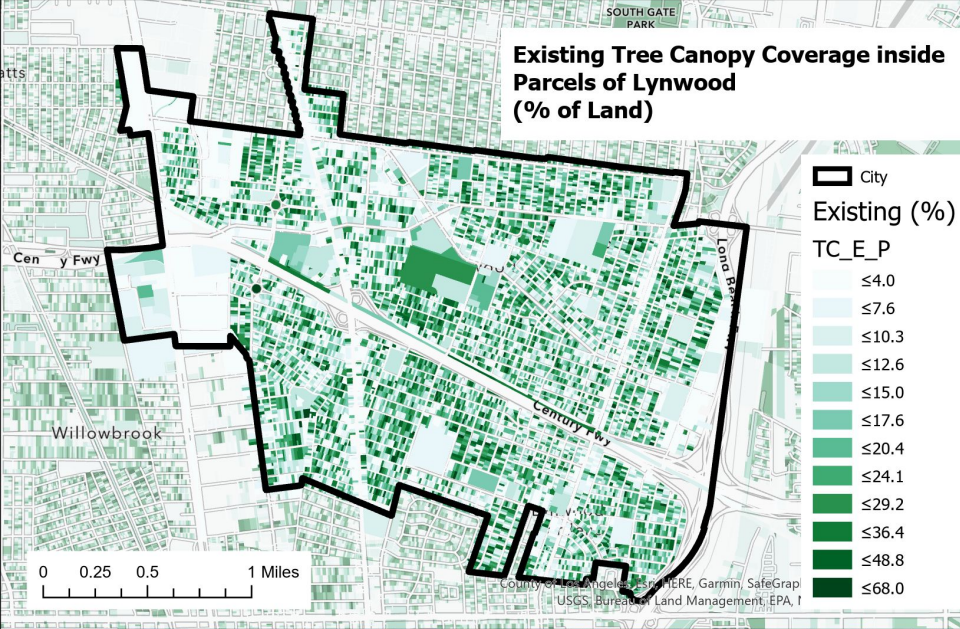 SOUTH GATE
PARK
Existing Tree Canopy Coverage inside
Parcels of Lynwood
(% of Land)
atts
City
Existing (%)
TC_E_P
≤4.0
≤7.6
≤10.3
≤12.6
≤15.0
≤17.6
≤20.4
≤24.1
≤29.2
≤36.4
≤48.8
≤68.0
Cen y Fwy
Long Bea
Century Fwy
Willowbrook
0 0.25 0.5 1 Miles
County of Los Angeles, Esri, HERE, Garmin, SafeGrap
USGS, Bureau of Land Management, EPA, N